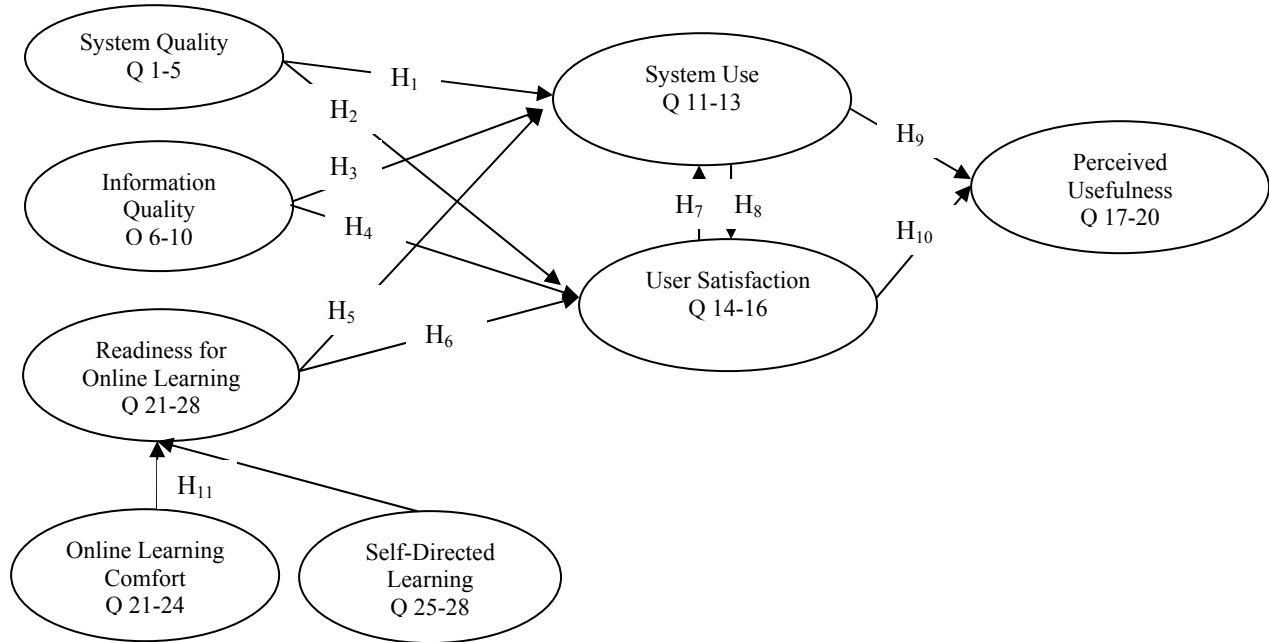 System Quality
Q 1-5
H1
H2
System Use
Q 11-13
H9
Perceived
Usefulness
Q 17-20
Information
Quality
O 6-10
H3
H4
H7
H8
H10
User Satisfaction
Q 14-16
H5
H6
Readiness for
Online Learning
Q 21-28
H11
Online Learning
Comfort
Q 21-24
Self-Directed
Learning
Q 25-28